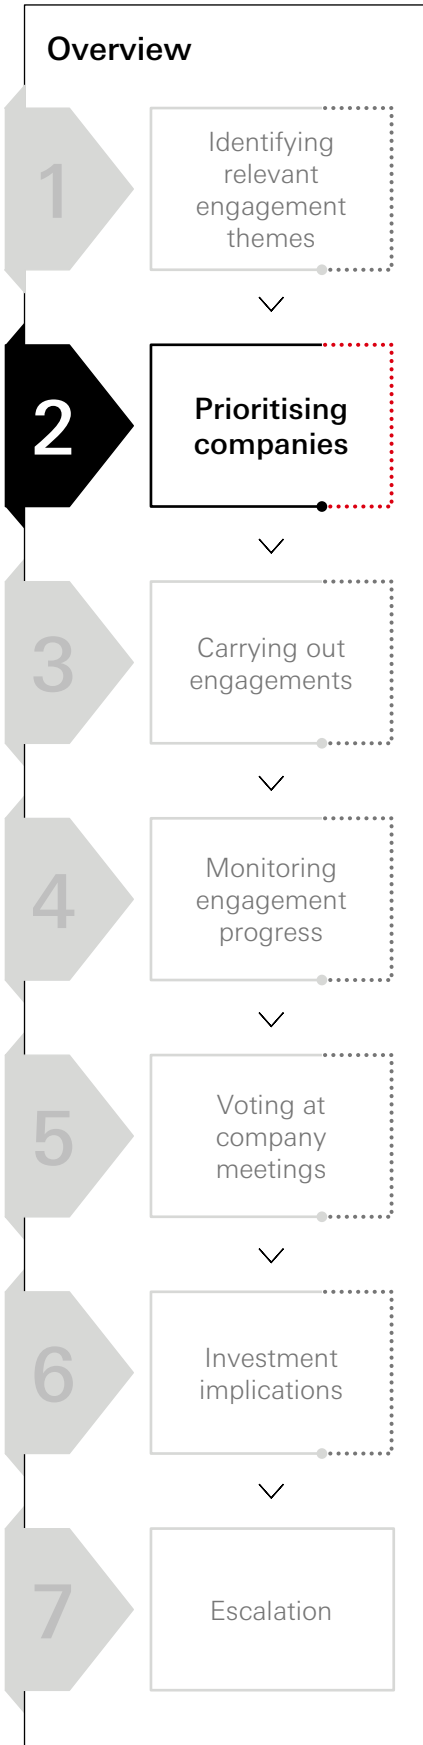 Overview
1
Identifying
relevant
engagement
themes
2
Prioritising
companies
3
Carrying out
engagements
4
Monitoring
engagement
progress
5
Voting at
company
meetings
6
Investment
implications
7
Escalation